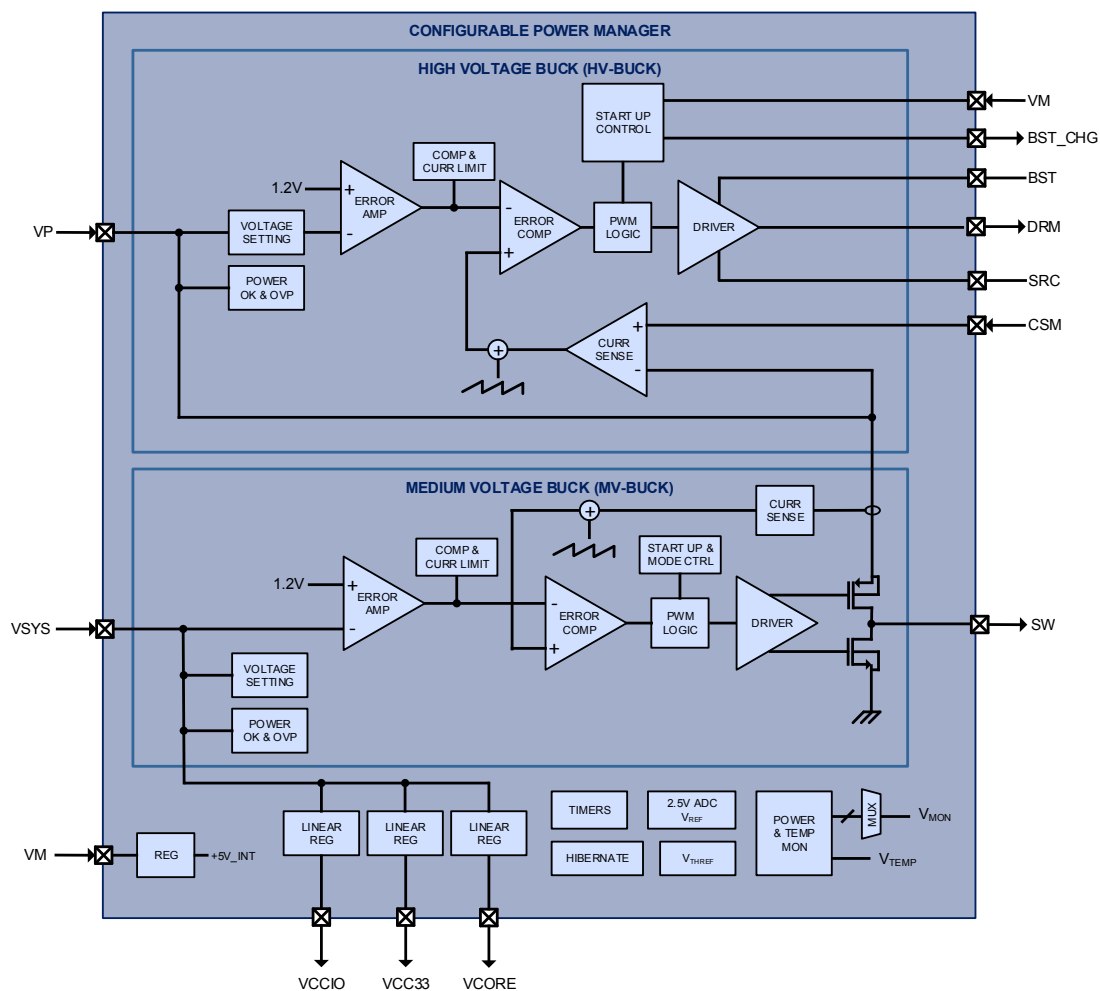 CONFIGURABLE POWER MANAGER
HIGH VOLTAGE BUCK (HV-BUCK)
VM
START UP
CONTROL
BST_CHG
COMP &
CURR LIMIT
BST
1.2V
+
ERROR
AMP
-
-
ERROR
COMP
+
PWM
LOGIC
DRIVER
DRM
VP
VOLTAGE
SETTING
POWER
OK & OVP
SRC
CSM
+
CURR
SENSE
-
+
MEDIUM VOLTAGE BUCK (MV-BUCK)
CURR
SENSE
+
COMP &
CURR LIMIT
START UP &
MODE CTRL
1.2V
+
ERROR
AMP
-
-
ERROR
COMP
+
PWM
LOGIC
DRIVER
VSYS
SW
VOLTAGE
SETTING
POWER
OK & OVP
LINEAR
REG
LINEAR
REG
LINEAR
REG
TIMERS
2.5V ADC
VREF
POWER
& TEMP
MON
MUX
VMON
HIBERNATE
VTHREF
VTEMP
VM
REG
+5V_INT
VCCIO
VCC33
VCORE